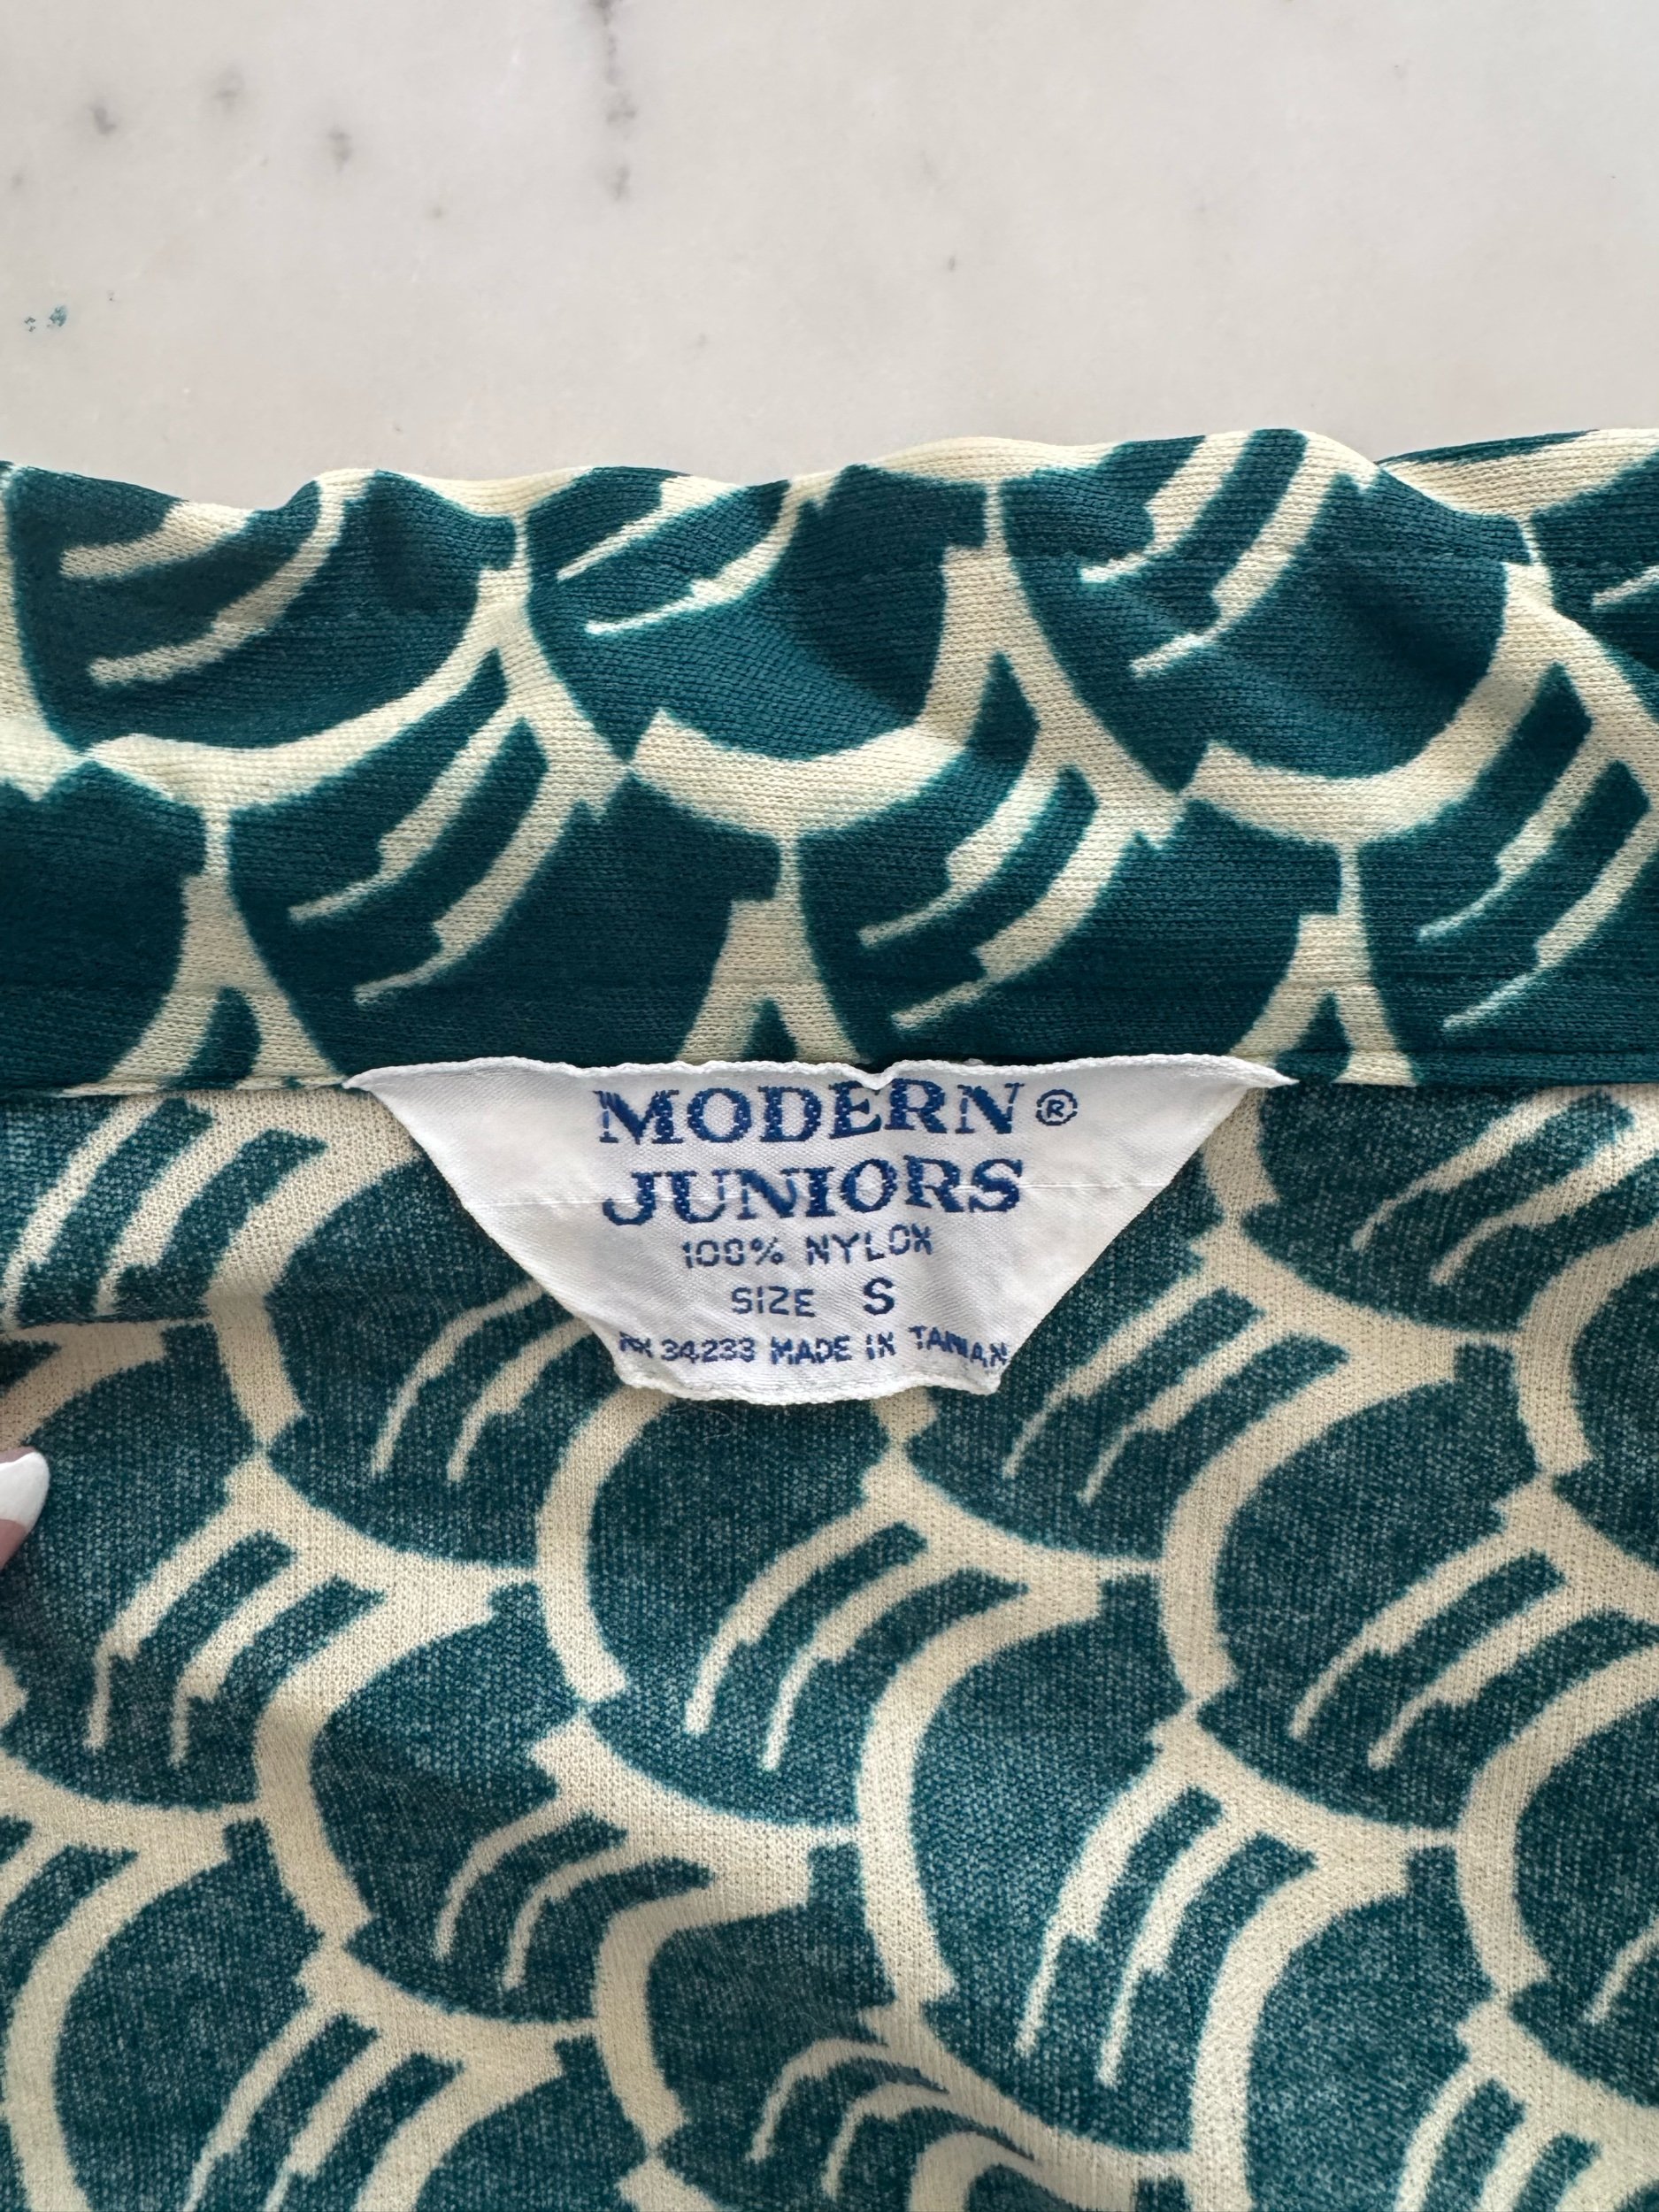 MODERN®
JUNIORS
100% NYLON
SIZE S
RN 34233 MADE IN TAIWAN